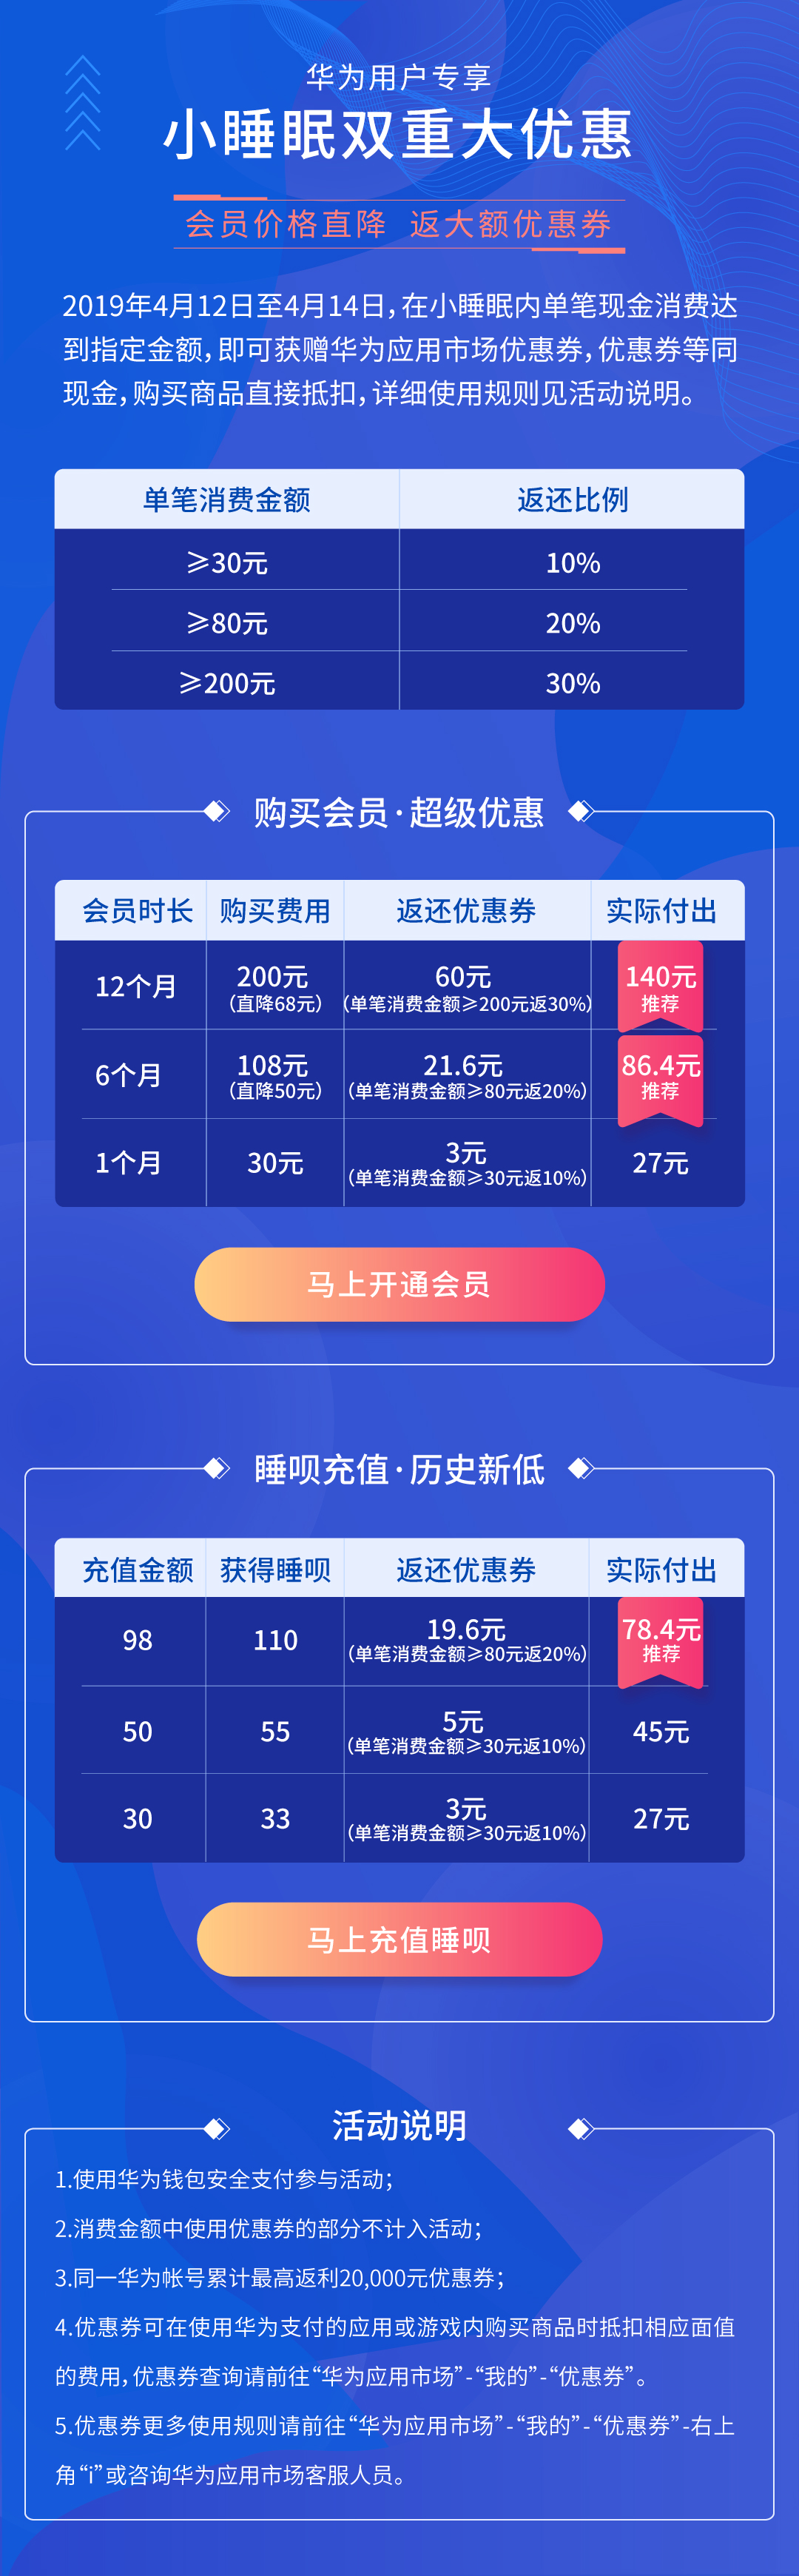 华为用户专享
小睡眠双重大优惠
会员价格直降 返大额优惠券
2019年4月12日至4月14日，在小睡眠内单笔现金消费达
到指定金额，即可获赠华为应用市场优惠券，优惠券等同
现金，购买商品直接抵扣，详细使用规则见活动说明。
单笔消费金额 返还比例
≥30元 10%
≥80元 20%
≥200元 30%
购买会员·超级优惠
会员时长 购买费用 返还优惠券 实际付出
12个月 200元 60元 140元
（直降68元） （单笔消费金额≥200元返30%） 推荐
6个月 108元 21.6元 86.4元
（直降50元） （单笔消费金额≥80元返20%） 推荐
1个月 30元 3元 27元
（单笔消费金额≥30元返10%）
马上开通会员
睡呗充值·历史新低
充值金额 获得睡呗 返还优惠券 实际付出
98 110 19.6元 78.4元
（单笔消费金额≥80元返20%） 推荐
50 55 5元 45元
（单笔消费金额≥30元返10%）
30 33 3元 27元
（单笔消费金额≥30元返10%）
马上充值睡呗
活动说明
1.使用华为钱包安全支付参与活动；
2.消费金额中使用优惠券的部分不计入活动；
3.同一华为帐号累计最高返利20,000元优惠券；
4.优惠券可在使用华为支付的应用或游戏内购买商品时抵扣相应面值
的费用，优惠券查询请前往“华为应用市场”-“我的”-“优惠券”。
5.优惠券更多使用规则请前往“华为应用市场”-“我的”-“优惠券”-右上
角“i”或咨询华为应用市场客服人员。